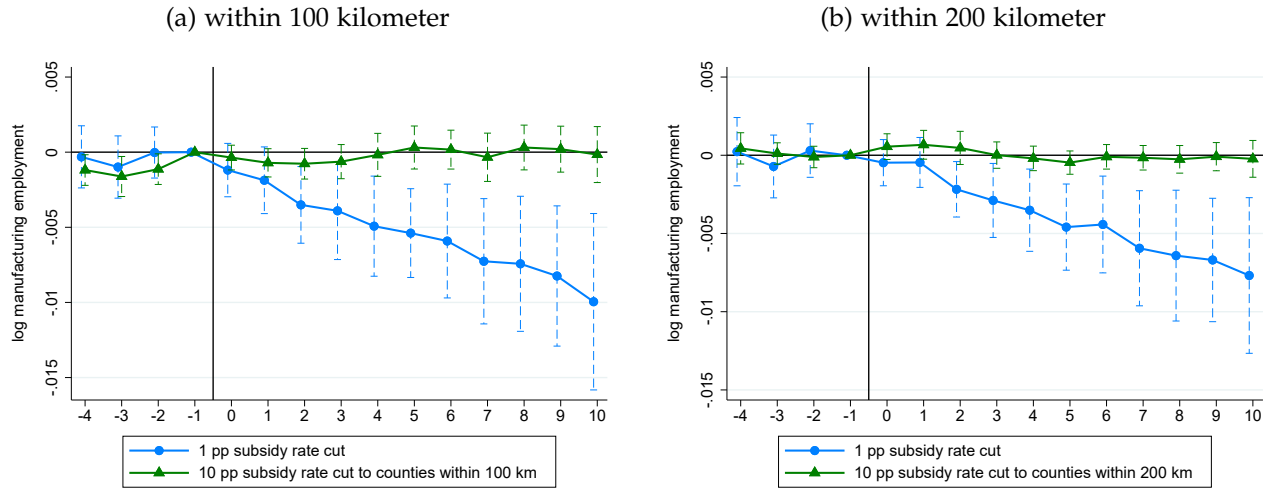 (a) within 100 kilometer
.005
0
-.005
-.01
-.015
log manufacturing employment
-4 -3 -2 -1 0 1 2 3 4 5 6 7 8 9 10
1 pp subsidy rate cut
10 pp subsidy rate cut to counties within 100 km
(b) within 200 kilometer
.005
0
-.005
-.01
-.015
log manufacturing employment
-4 -3 -2 -1 0 1 2 3 4 5 6 7 8 9 10
1 pp subsidy rate cut
10 pp subsidy rate cut to counties within 200 km